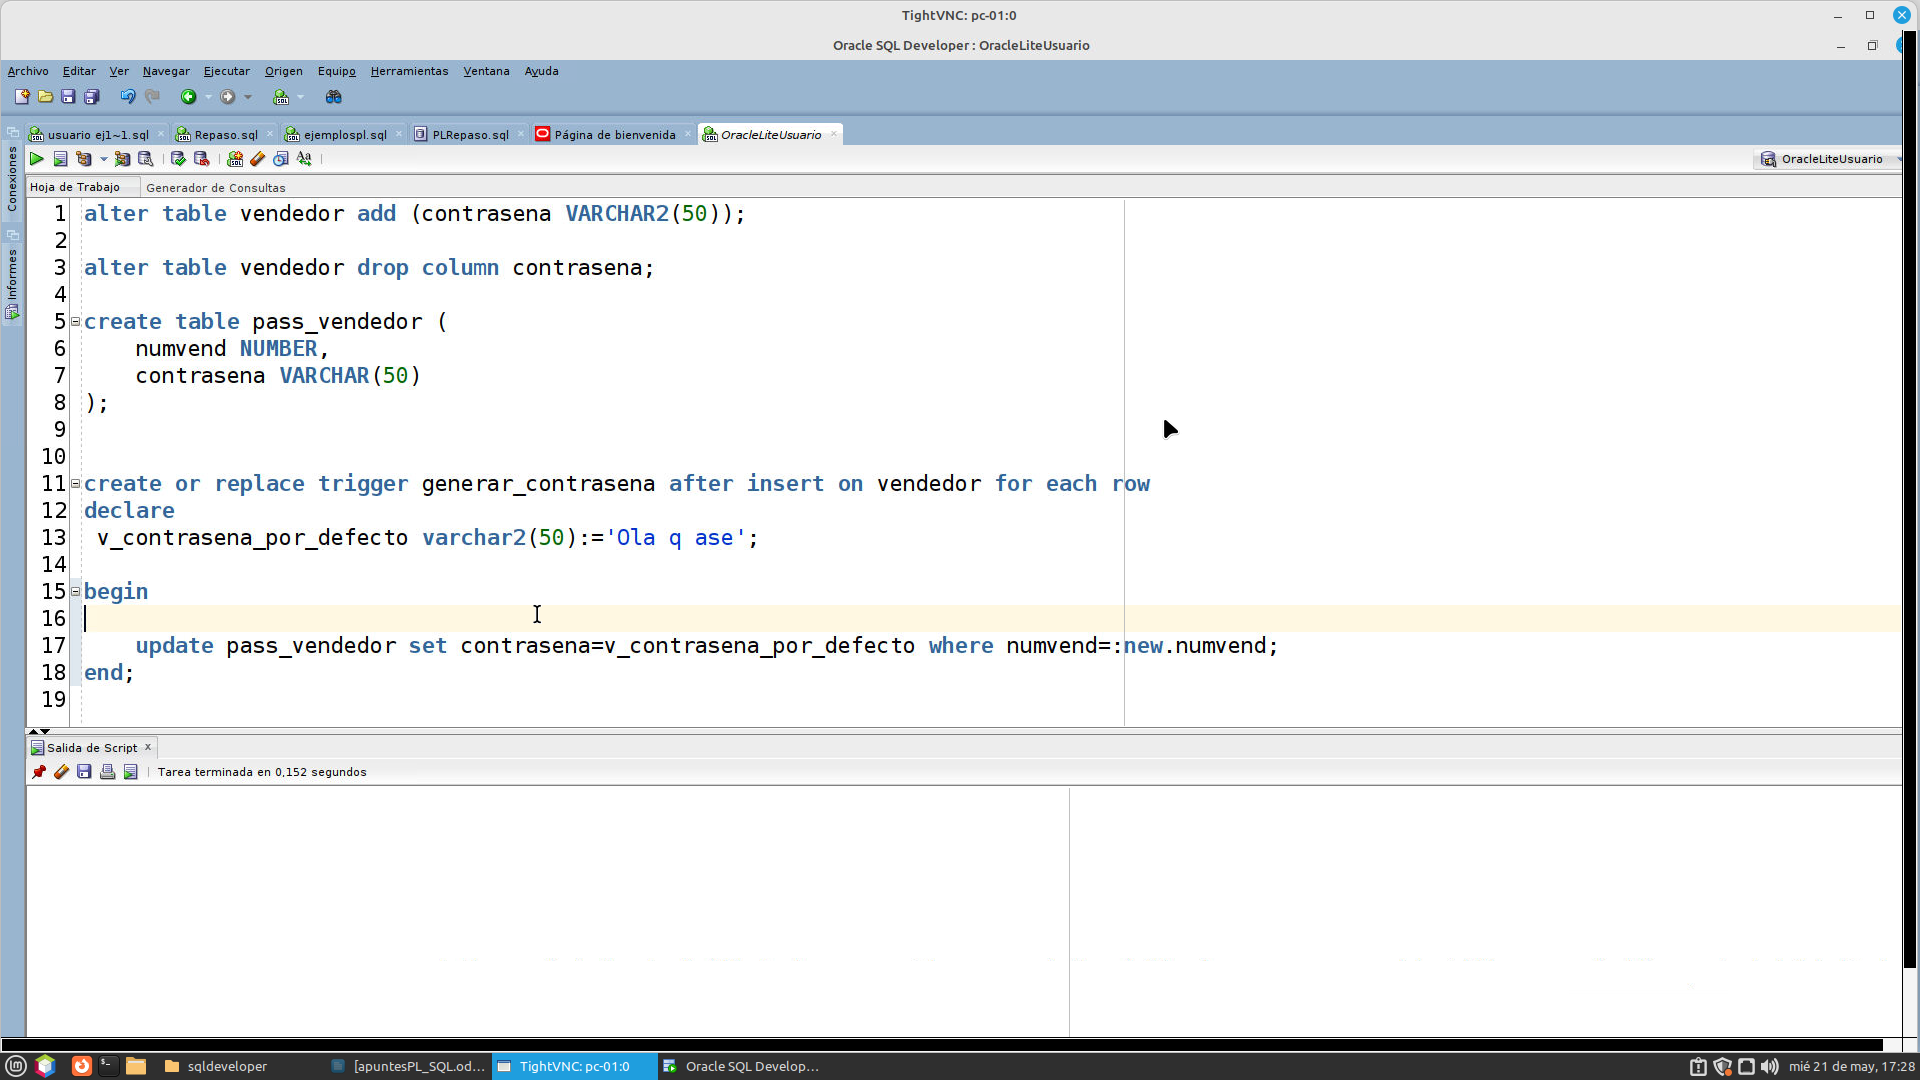 TightVNC: pc-01:0
Oracle SQL Developer : OracleLiteUsuario
Archivo Editar Ver Navegar Ejecutar Origen Equipo Herramientas Ventana Ayuda
usuario ej1~1.sql Repaso.sql ejemplospl.sql PLRepaso.sql Página de bienvenida OracleLiteUsuario
OracleLiteUsuario
Conexiones
Informes
Hoja de Trabajo Generador de Consultas
1 alter table vendedor add (contrasena VARCHAR2(50));
2
3 alter table vendedor drop column contrasena;
4
5 create table pass_vendedor (
6 numvend NUMBER,
7 contrasena VARCHAR(50)
8 );
9
10
11 create or replace trigger generar_contrasena after insert on vendedor for each row
12 declare
13 v_contrasena_por_defecto varchar2(50):='Ola q ase';
14
15 begin
16
17 update pass_vendedor set contrasena=v_contrasena_por_defecto where numvend=:new.numvend;
18 end;
19
Salida de Script x
Tarea terminada en 0,152 segundos
sqldeveloper [apuntesPL_SQL.od... TightVNC: pc-01:0 Oracle SQL Develop... mié 21 de may, 17:28